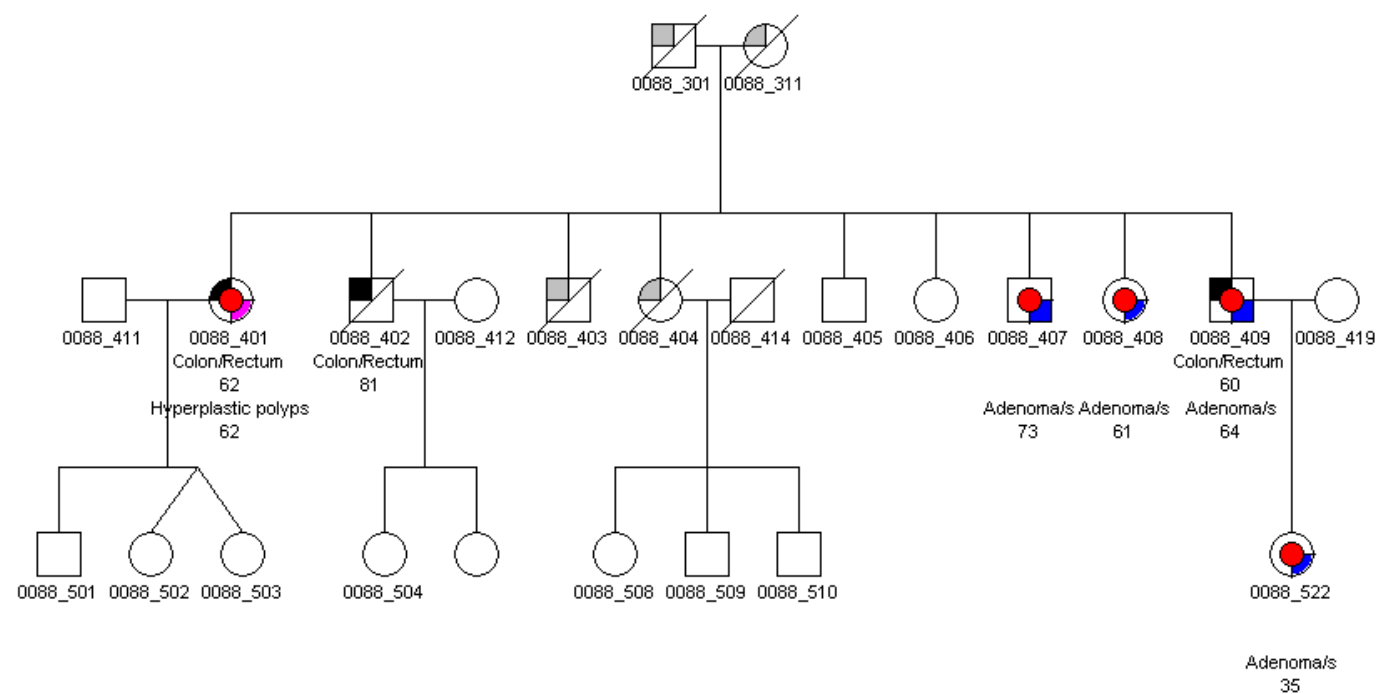 0088_301 0088_311
0088_411 0088_401 0088_402 0088_412 0088_403 0088_404 0088_414 0088_405 0088_406 0088_407 0088_408 0088_409 0088_419
Colon/Rectum Colon/Rectum Colon/Rectum
62 81 60
Hyperplastic polyps Adenoma/s Adenoma/s Adenoma/s
62 73 61 64
0088_501 0088_502 0088_503 0088_504 0088_508 0088_509 0088_510 0088_522
Adenoma/s
35